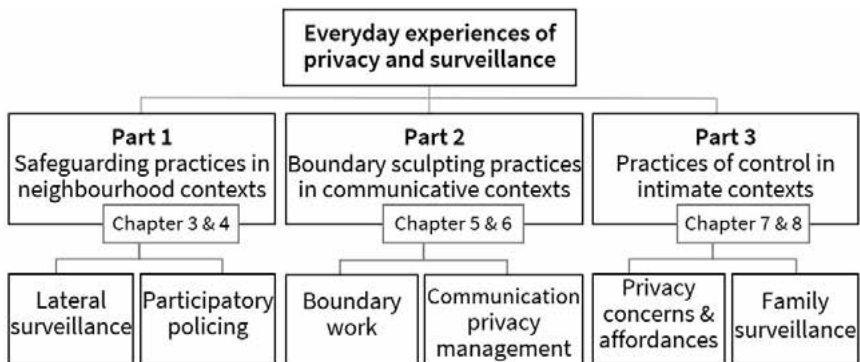 Everyday experiences of
privacy and surveillance
Part 1
Safeguarding practices in
neighbourhood contexts
Chapter 3 & 4
Lateral
surveillance
Participatory
policing
Part 2
Boundary sculpting practices
in communicative contexts
Chapter 5 & 6
Boundary
work
Communication
privacy
management
Part 3
Practices of control in
intimate contexts
Chapter 7 & 8
Privacy
concerns &
affordances
Family
surveillance